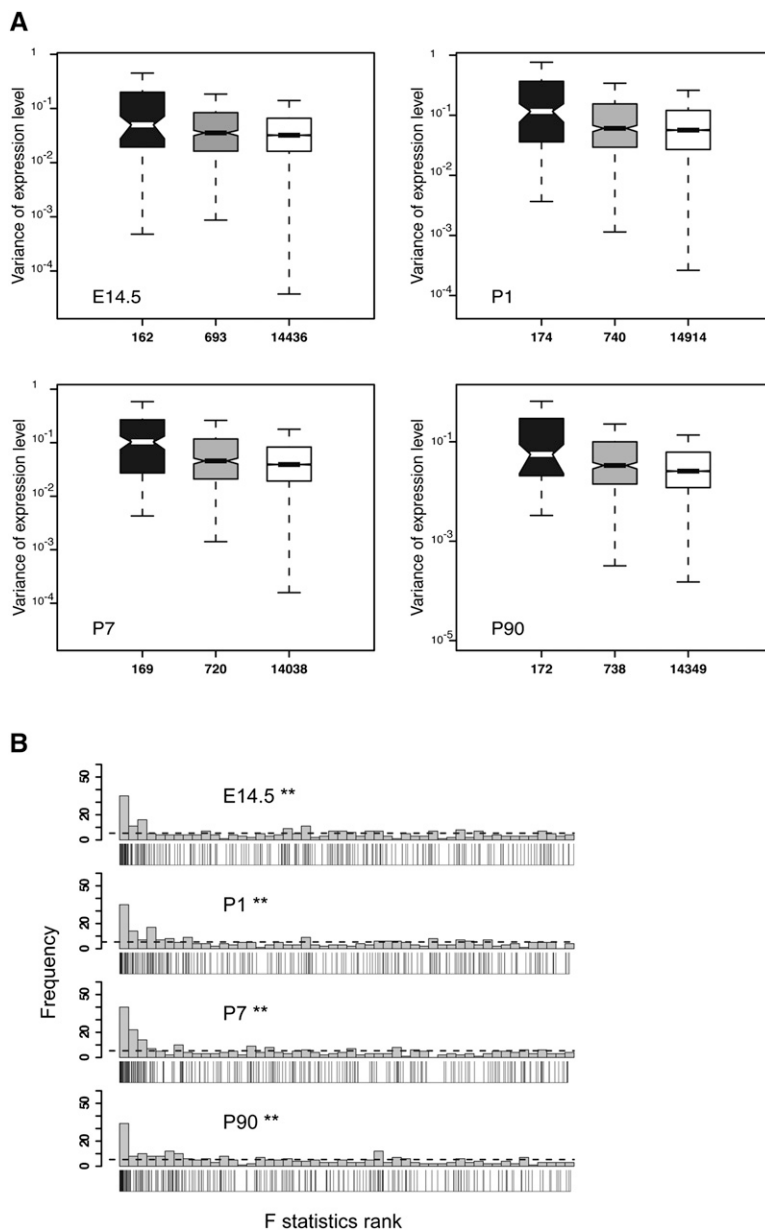 A
Variance of expression level
1
10-1
10-2
10-3
10-4
E14.5
162 693 14436
Variance of expression level
1
10-1
10-2
10-3
10-4
P1
174 740 14914
Variance of expression level
1
10-1
10-2
10-3
10-4
P7
169 720 14038
Variance of expression level
1
10-1
10-3
10-5
P90
172 738 14349
B
Frequency
50
20
0
E14.5 **
50
20
0
P1 **
50
20
0
P7 **
50
20
0
P90 **
F statistics rank